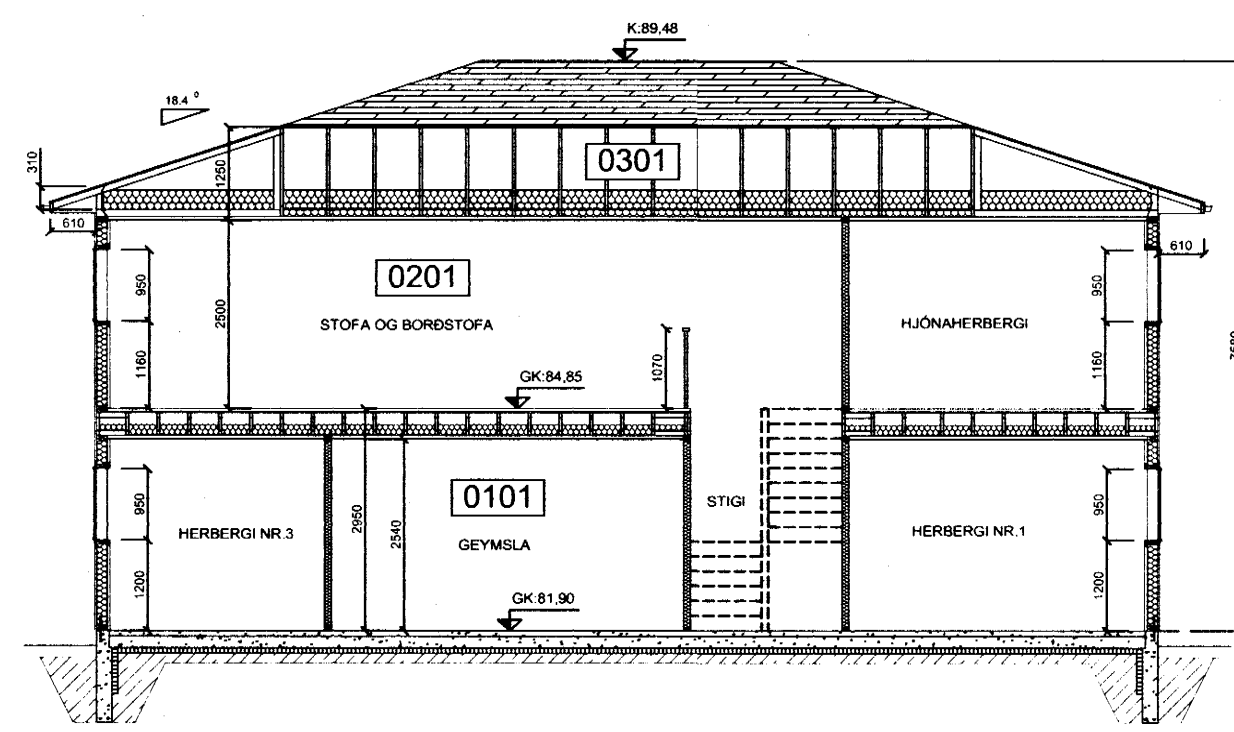 K:89,48
18.4 °
310
1250
0301
610
610
950
0201
950
2500
STOFA OG BORÐSTOFA
HJÓNAHERBERGI
1160
1070
1160
GK:84,85
0101
950
2950
2540
STIGI
950
HERBERGI NR.3
HERBERGI NR.1
GEYMSLA
1200
1200
GK:81,90